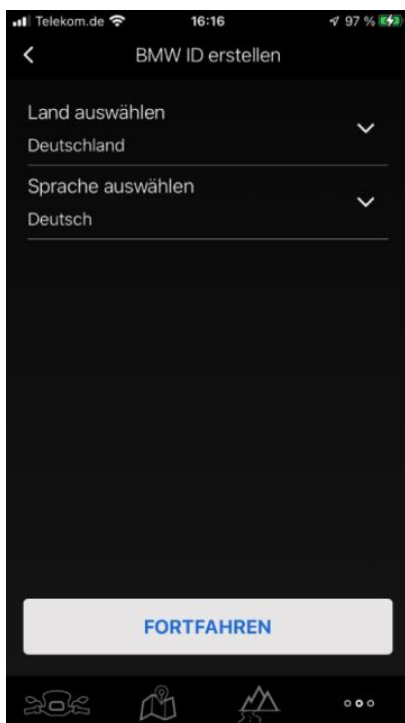 Telekom.de 16:16 97 %
BMW ID erstellen
Land auswählen
Deutschland
Sprache auswählen
Deutsch
FORTFAHREN